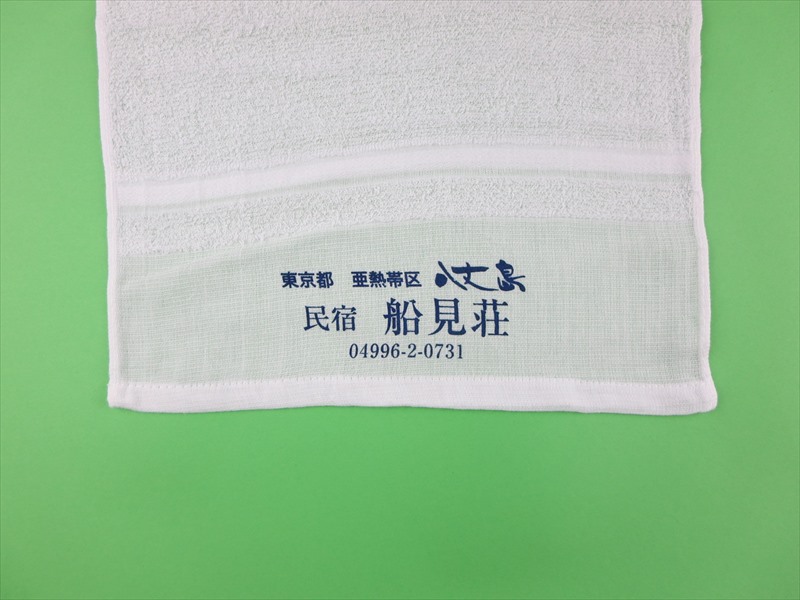 東京都 亜熱帯区 八丈島
民宿 船見荘
04996-2-0731